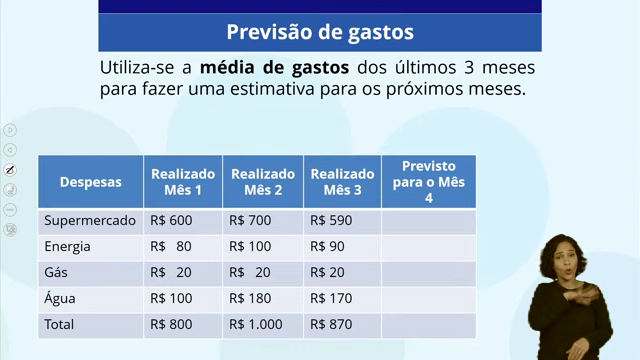 Previsão de gastos
Utiliza-se a média de gastos dos últimos 3 meses
para fazer uma estimativa para os próximos meses.
Despesas Realizado Mês 1 Realizado Mês 2 Realizado Mês 3 Previsto para o Mês 4
Supermercado R$ 600 R$ 700 R$ 590
Energia R$ 80 R$ 100 R$ 90
Gás R$ 20 R$ 20 R$ 20
Água R$ 100 R$ 180 R$ 170
Total R$ 800 R$ 1.000 R$ 870